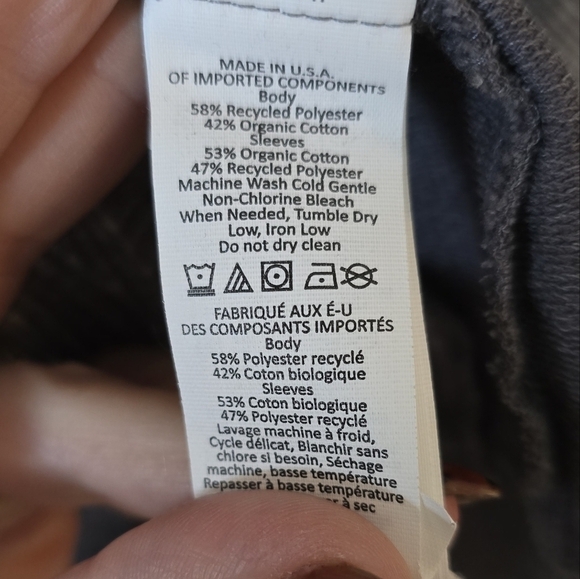 MADE IN U.S.A.
OF IMPORTED COMPONENTS
Body
58% Recycled Polyester
42% Organic Cotton
Sleeves
53% Organic Cotton
47% Recycled Polyester
Machine Wash Cold Gentle
Non-Chlorine Bleach
When Needed, Tumble Dry
Low, Iron Low
Do not dry clean
FABRIQUÉ AUX É-U
DES COMPOSANTS IMPORTÉS
Body
58% Polyester recyclé
42% Coton biologique
Sleeves
53% Coton biologique
47% Polyester recyclé
Lavage machine à froid,
Cycle délicat, Blanchir sans
chlore si besoin, Séchage
machine, basse température
Repasser à basse température
à sec